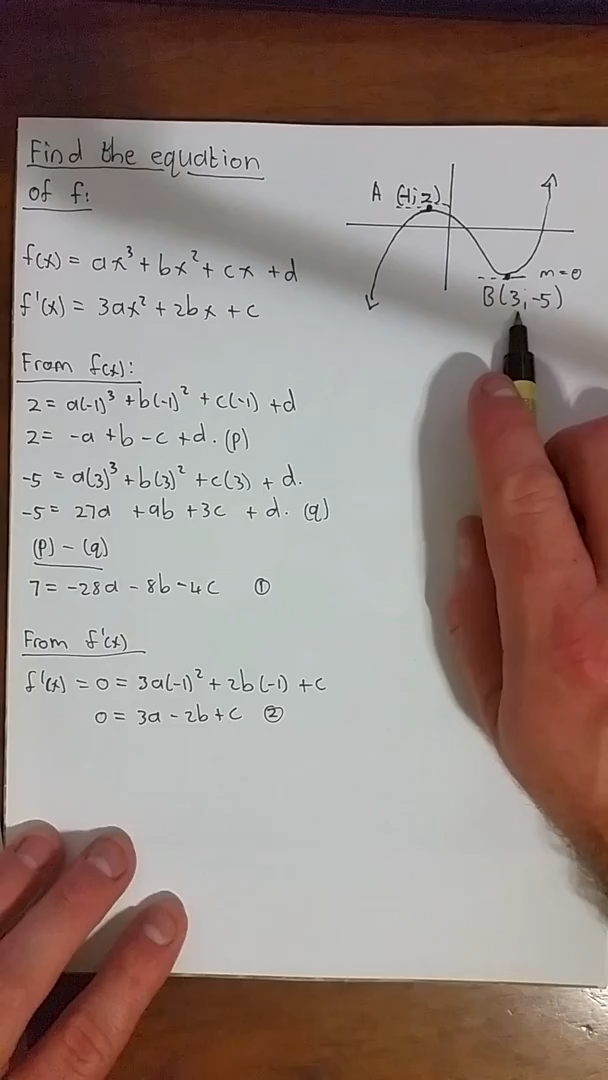 Find the equation
of f:
A (-1; 2)
m=0
B(3; -5)
f(x) = ax³ + bx² + cx + d
f'(x) = 3ax² + 2bx + c
From f(x):
2 = a(-1)³ + b(-1)² + c(-1) + d
2 = -a + b - c + d. (p)
-5 = a(3)³ + b(3)² + c(3) + d.
-5 = 27a + 9b + 3c + d. (q)
(p) - (q)
7 = -28a - 8b - 4c ①
From f'(x)
f'(x) = 0 = 3a(-1)² + 2b(-1) + c
0 = 3a - 2b + c ②